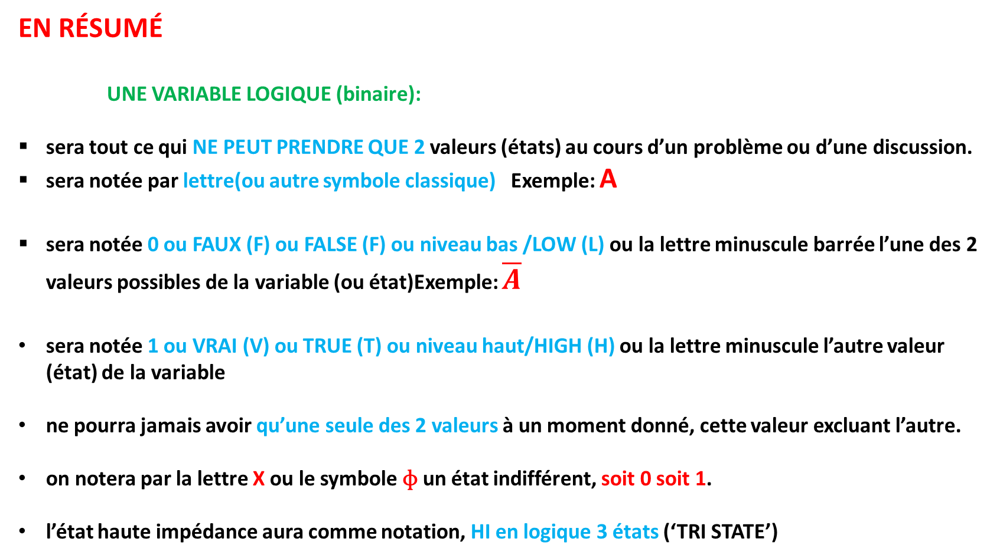 EN RÉSUMÉ
UNE VARIABLE LOGIQUE (binaire):
▪ sera tout ce qui NE PEUT PRENDRE QUE 2 valeurs (états) au cours d’un problème ou d’une discussion.
▪ sera notée par lettre(ou autre symbole classique) Exemple: A
▪ sera notée 0 ou FAUX (F) ou FALSE (F) ou niveau bas /LOW (L) ou la lettre minuscule barrée l’une des 2
valeurs possibles de la variable (ou état)Exemple: A̅
• sera notée 1 ou VRAI (V) ou TRUE (T) ou niveau haut/HIGH (H) ou la lettre minuscule l’autre valeur
(état) de la variable
• ne pourra jamais avoir qu’une seule des 2 valeurs à un moment donné, cette valeur excluant l’autre.
• on notera par la lettre X ou le symbole ϕ un état indifférent, soit 0 soit 1.
• l’état haute impédance aura comme notation, HI en logique 3 états (‘TRI STATE’)